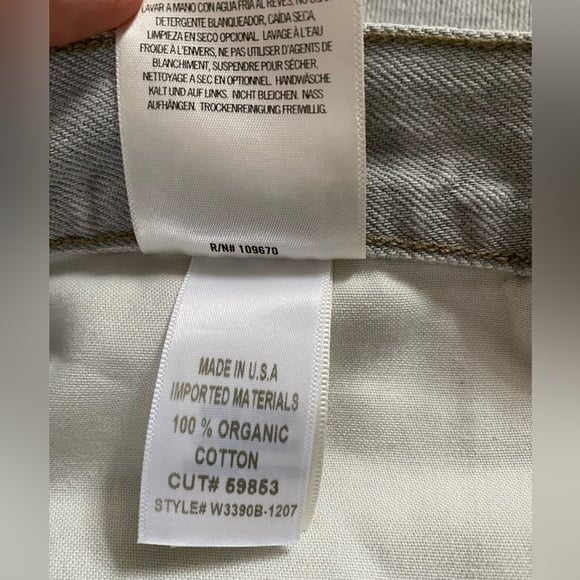 LAVAR A MANO CON AGUA FRIA AL REVES, NO
DETERGENTE BLANQUEADOR, CAÍDA SECA,
LIMPIEZA EN SECO OPCIONAL. LAVAGE À L'EAU
FROIDE À L'ENVERS, NE PAS UTILISER D'AGENTS DE
BLANCHIMENT, SUSPENDRE POUR SÉCHER,
NETTOYAGE A SEC EN OPTIONNEL. HANDWÄSCHE
KALT UND AUF LINKS. NICHT BLEICHEN. NASS
AUFHÄNGEN. TROCKENREINIGUNG FREIWILLIG.
R/N# 109670
MADE IN U.S.A
IMPORTED MATERIALS
100 % ORGANIC
COTTON
CUT# 59853
STYLE# W3390B-1207